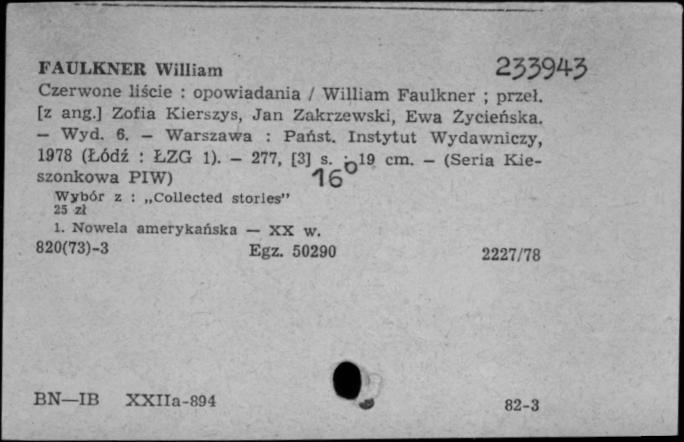 FAULKNER William 233943
Czerwone liście : opowiadania / William Faulkner ; przeł.
[z ang.] Zofia Kierszys, Jan Zakrzewski, Ewa Życieńska.
— Wyd. 6. — Warszawa : Państ. Instytut Wydawniczy,
1978 (Łódź : ŁZG 1). — 277, [3] s. ; 19 cm. — (Seria Kie-
szonkowa PIW) 16°
Wybór z : „Collected stories”
25 zł
1. Nowela amerykańska — XX w.
820(73)-3 Egz. 50290 2227/78
BN—IB XXIIa-894 82-3